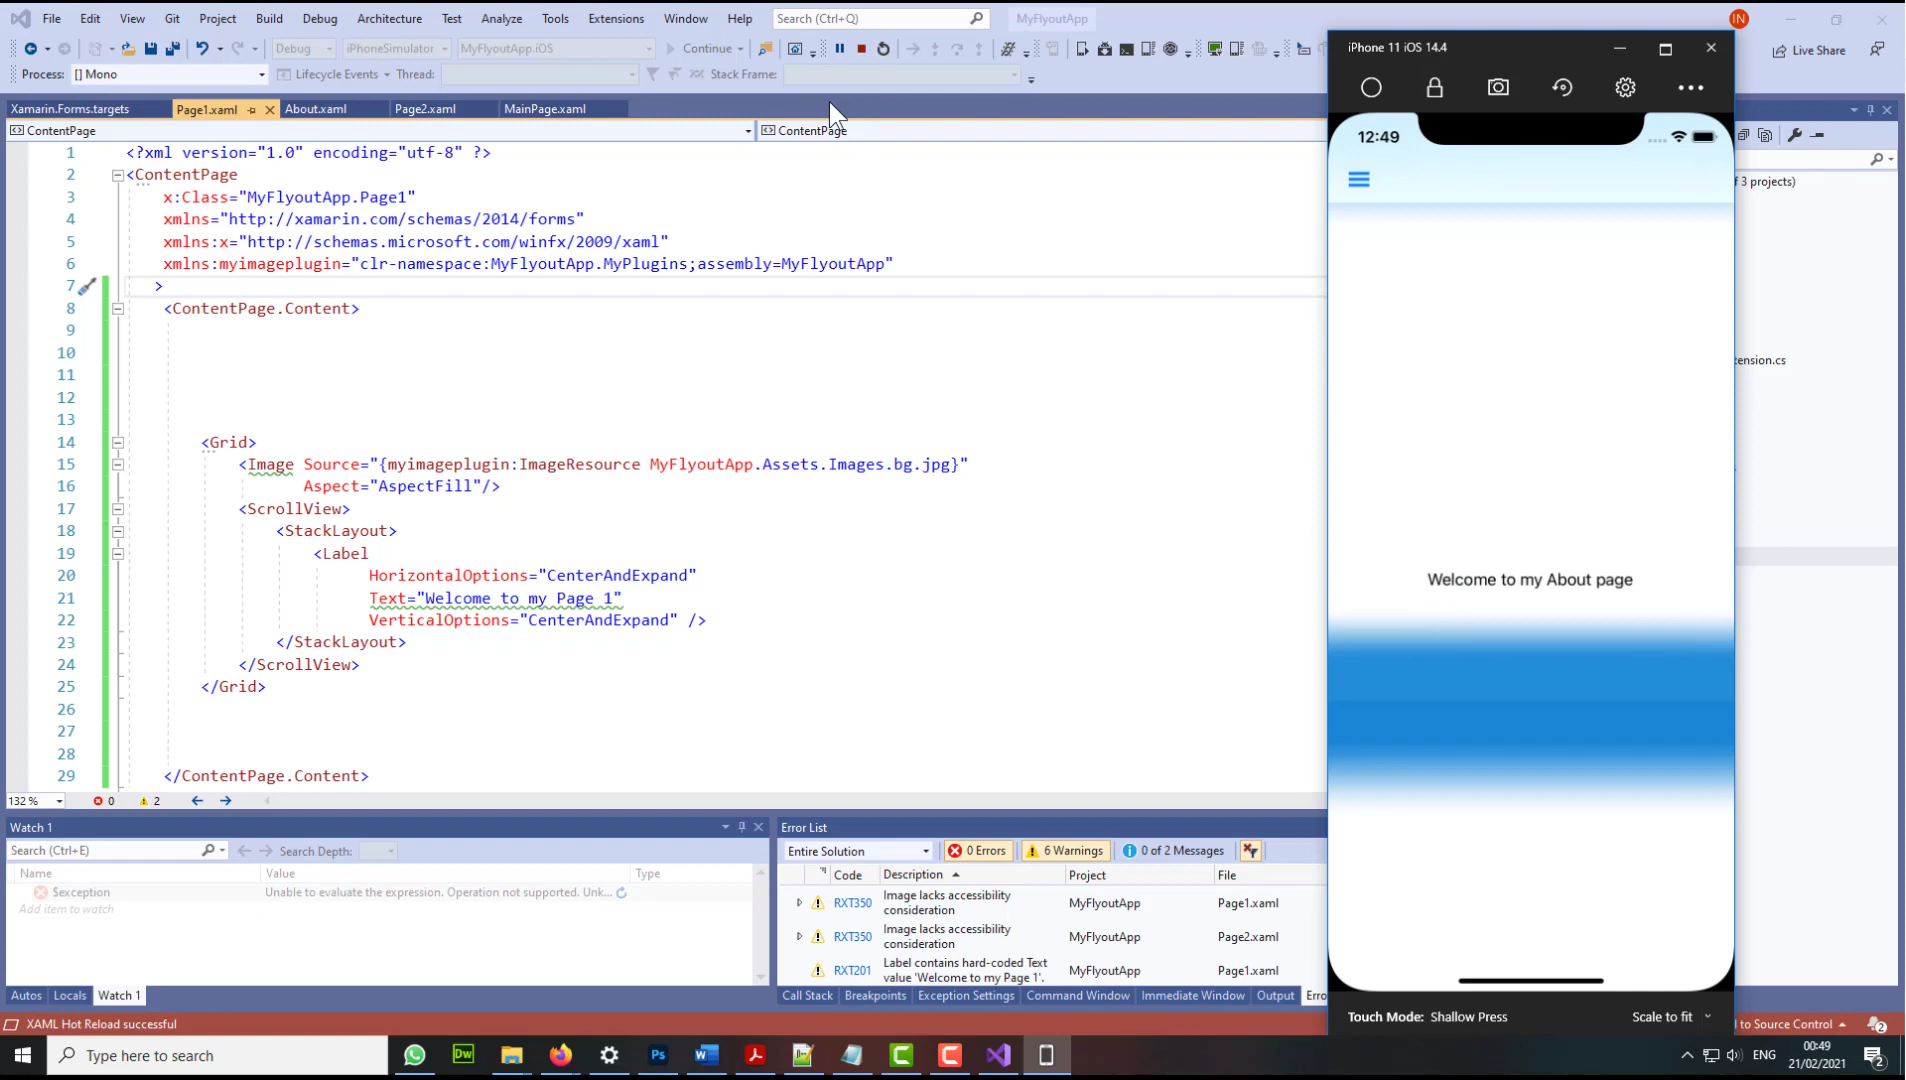 File Edit View Git Project Build Debug Architecture Test Analyze Tools Extensions Window Help Search (Ctrl+Q) MyFlyoutApp IN
Debug iPhoneSimulator MyFlyoutApp.iOS Continue Live Share
Process: [] Mono Lifecycle Events Thread: Stack Frame:
Xamarin.Forms.targets Page1.xaml About.xaml Page2.xaml MainPage.xaml
ContentPage ContentPage
1 <?xml version="1.0" encoding="utf-8" ?>
2 <ContentPage
3 x:Class="MyFlyoutApp.Page1"
4 xmlns="http://xamarin.com/schemas/2014/forms"
5 xmlns:x="http://schemas.microsoft.com/winfx/2009/xaml"
6 xmlns:myimageplugin="clr-namespace:MyFlyoutApp.MyPlugins;assembly=MyFlyoutApp"
7 >
8 <ContentPage.Content>
9
10
11
12
13
14 <Grid>
15 <Image Source="{myimageplugin:ImageResource MyFlyoutApp.Assets.Images.bg.jpg}"
16 Aspect="AspectFill"/>
17 <ScrollView>
18 <StackLayout>
19 <Label
20 HorizontalOptions="CenterAndExpand"
21 Text="Welcome to my Page 1"
22 VerticalOptions="CenterAndExpand" />
23 </StackLayout>
24 </ScrollView>
25 </Grid>
26
27
28
29 </ContentPage.Content>
132 % 0 2
Watch 1
Search (Ctrl+E) Search Depth:
Name Value Type
$exception Unable to evaluate the expression. Operation not supported. Unk...
Add item to watch
Autos Locals Watch 1
Error List
Entire Solution 0 Errors 6 Warnings 0 of 2 Messages
Code Description Project File
RXT350 Image lacks accessibility consideration MyFlyoutApp Page1.xaml
RXT350 Image lacks accessibility consideration MyFlyoutApp Page2.xaml
RXT201 Label contains hard-coded Text value 'Welcome to my Page 1'. MyFlyoutApp Page1.xaml
Call Stack Breakpoints Exception Settings Command Window Immediate Window Output Erro
iPhone 11 iOS 14.4
12:49
Welcome to my About page
Touch Mode: Shallow Press Scale to fit
f 3 projects)
tension.cs
XAML Hot Reload successful
d to Source Control 2
Type here to search
Dw Ps
ENG
00:49
21/02/2021
2